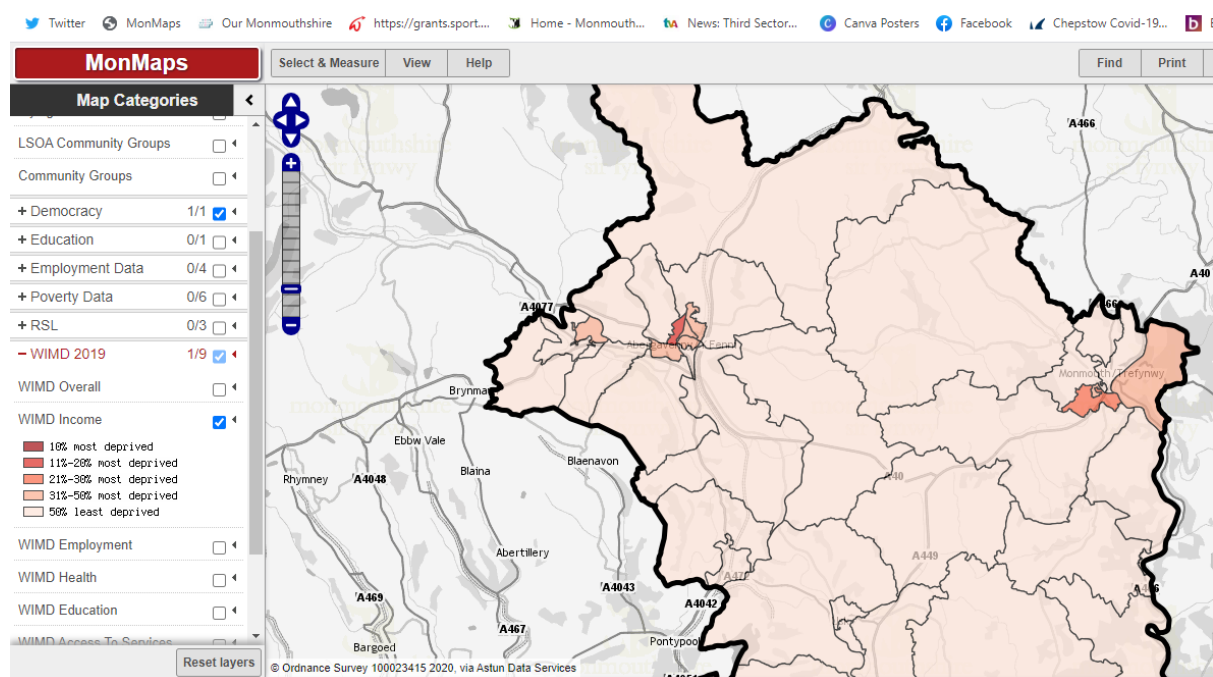 Twitter
MonMaps
Our Monmouthshire
https://grants.sport....
Home - Monmouth...
News: Third Sector...
Canva Posters
Facebook
Chepstow Covid-19...
MonMaps
Select & Measure
View
Help
Find
Print
Map Categories
LSOA Community Groups
Community Groups
+ Democracy 1/1
+ Education 0/1
+ Employment Data 0/4
+ Poverty Data 0/6
+ RSL 0/3
− WIMD 2019 1/9
WIMD Overall
WIMD Income
10% most deprived
11%-20% most deprived
21%-30% most deprived
31%-50% most deprived
50% least deprived
WIMD Employment
WIMD Health
WIMD Education
WIMD Access To Services
Reset layers
A466
A40
A4077
Monmouth/Trefynwy
Ebbw Vale
Blaina
Blaenavon
Rhymney
A4048
A40
Abertillery
A449
A4043
A469
A4042
A467
Pontypool
Bargoed
© Ordnance Survey 100023415 2020, via Astun Data Services